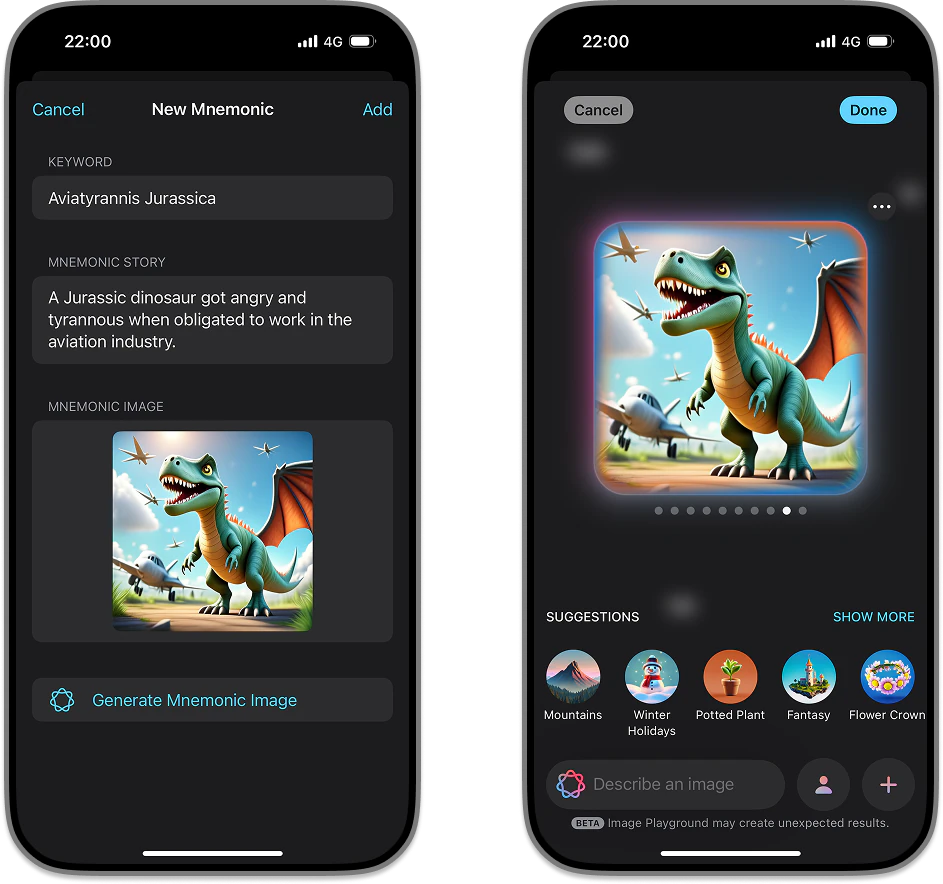 22:00
4G
Cancel
New Mnemonic
Add
KEYWORD
Aviatyrannis Jurassica
MNEMONIC STORY
A Jurassic dinosaur got angry and
tyrannous when obligated to work in the
aviation industry.
MNEMONIC IMAGE
Generate Mnemonic Image
22:00
4G
Cancel
Done
SUGGESTIONS
SHOW MORE
Mountains
Winter
Holidays
Potted Plant
Fantasy
Flower Crown
Describe an image
BETA Image Playground may create unexpected results.